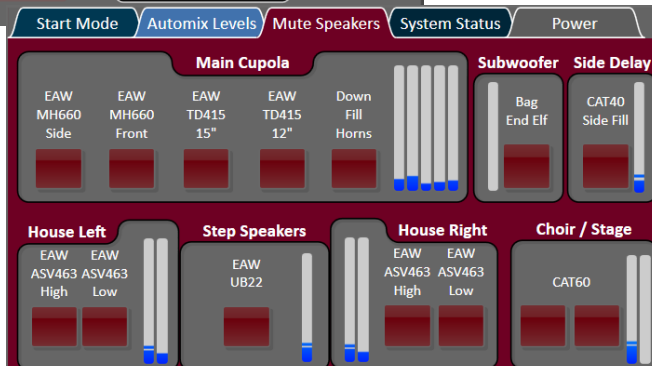 Start Mode
Automix Levels
Mute Speakers
System Status
Power
Main Cupola
EAW
MH660
Side
EAW
MH660
Front
EAW
TD415
15"
EAW
TD415
12"
Down
Fill
Horns
Subwoofer
Bag
End Elf
Side Delay
CAT40
Side Fill
House Left
EAW
ASV463
High
EAW
ASV463
Low
Step Speakers
EAW
UB22
House Right
EAW
ASV463
High
EAW
ASV463
Low
Choir / Stage
CAT60